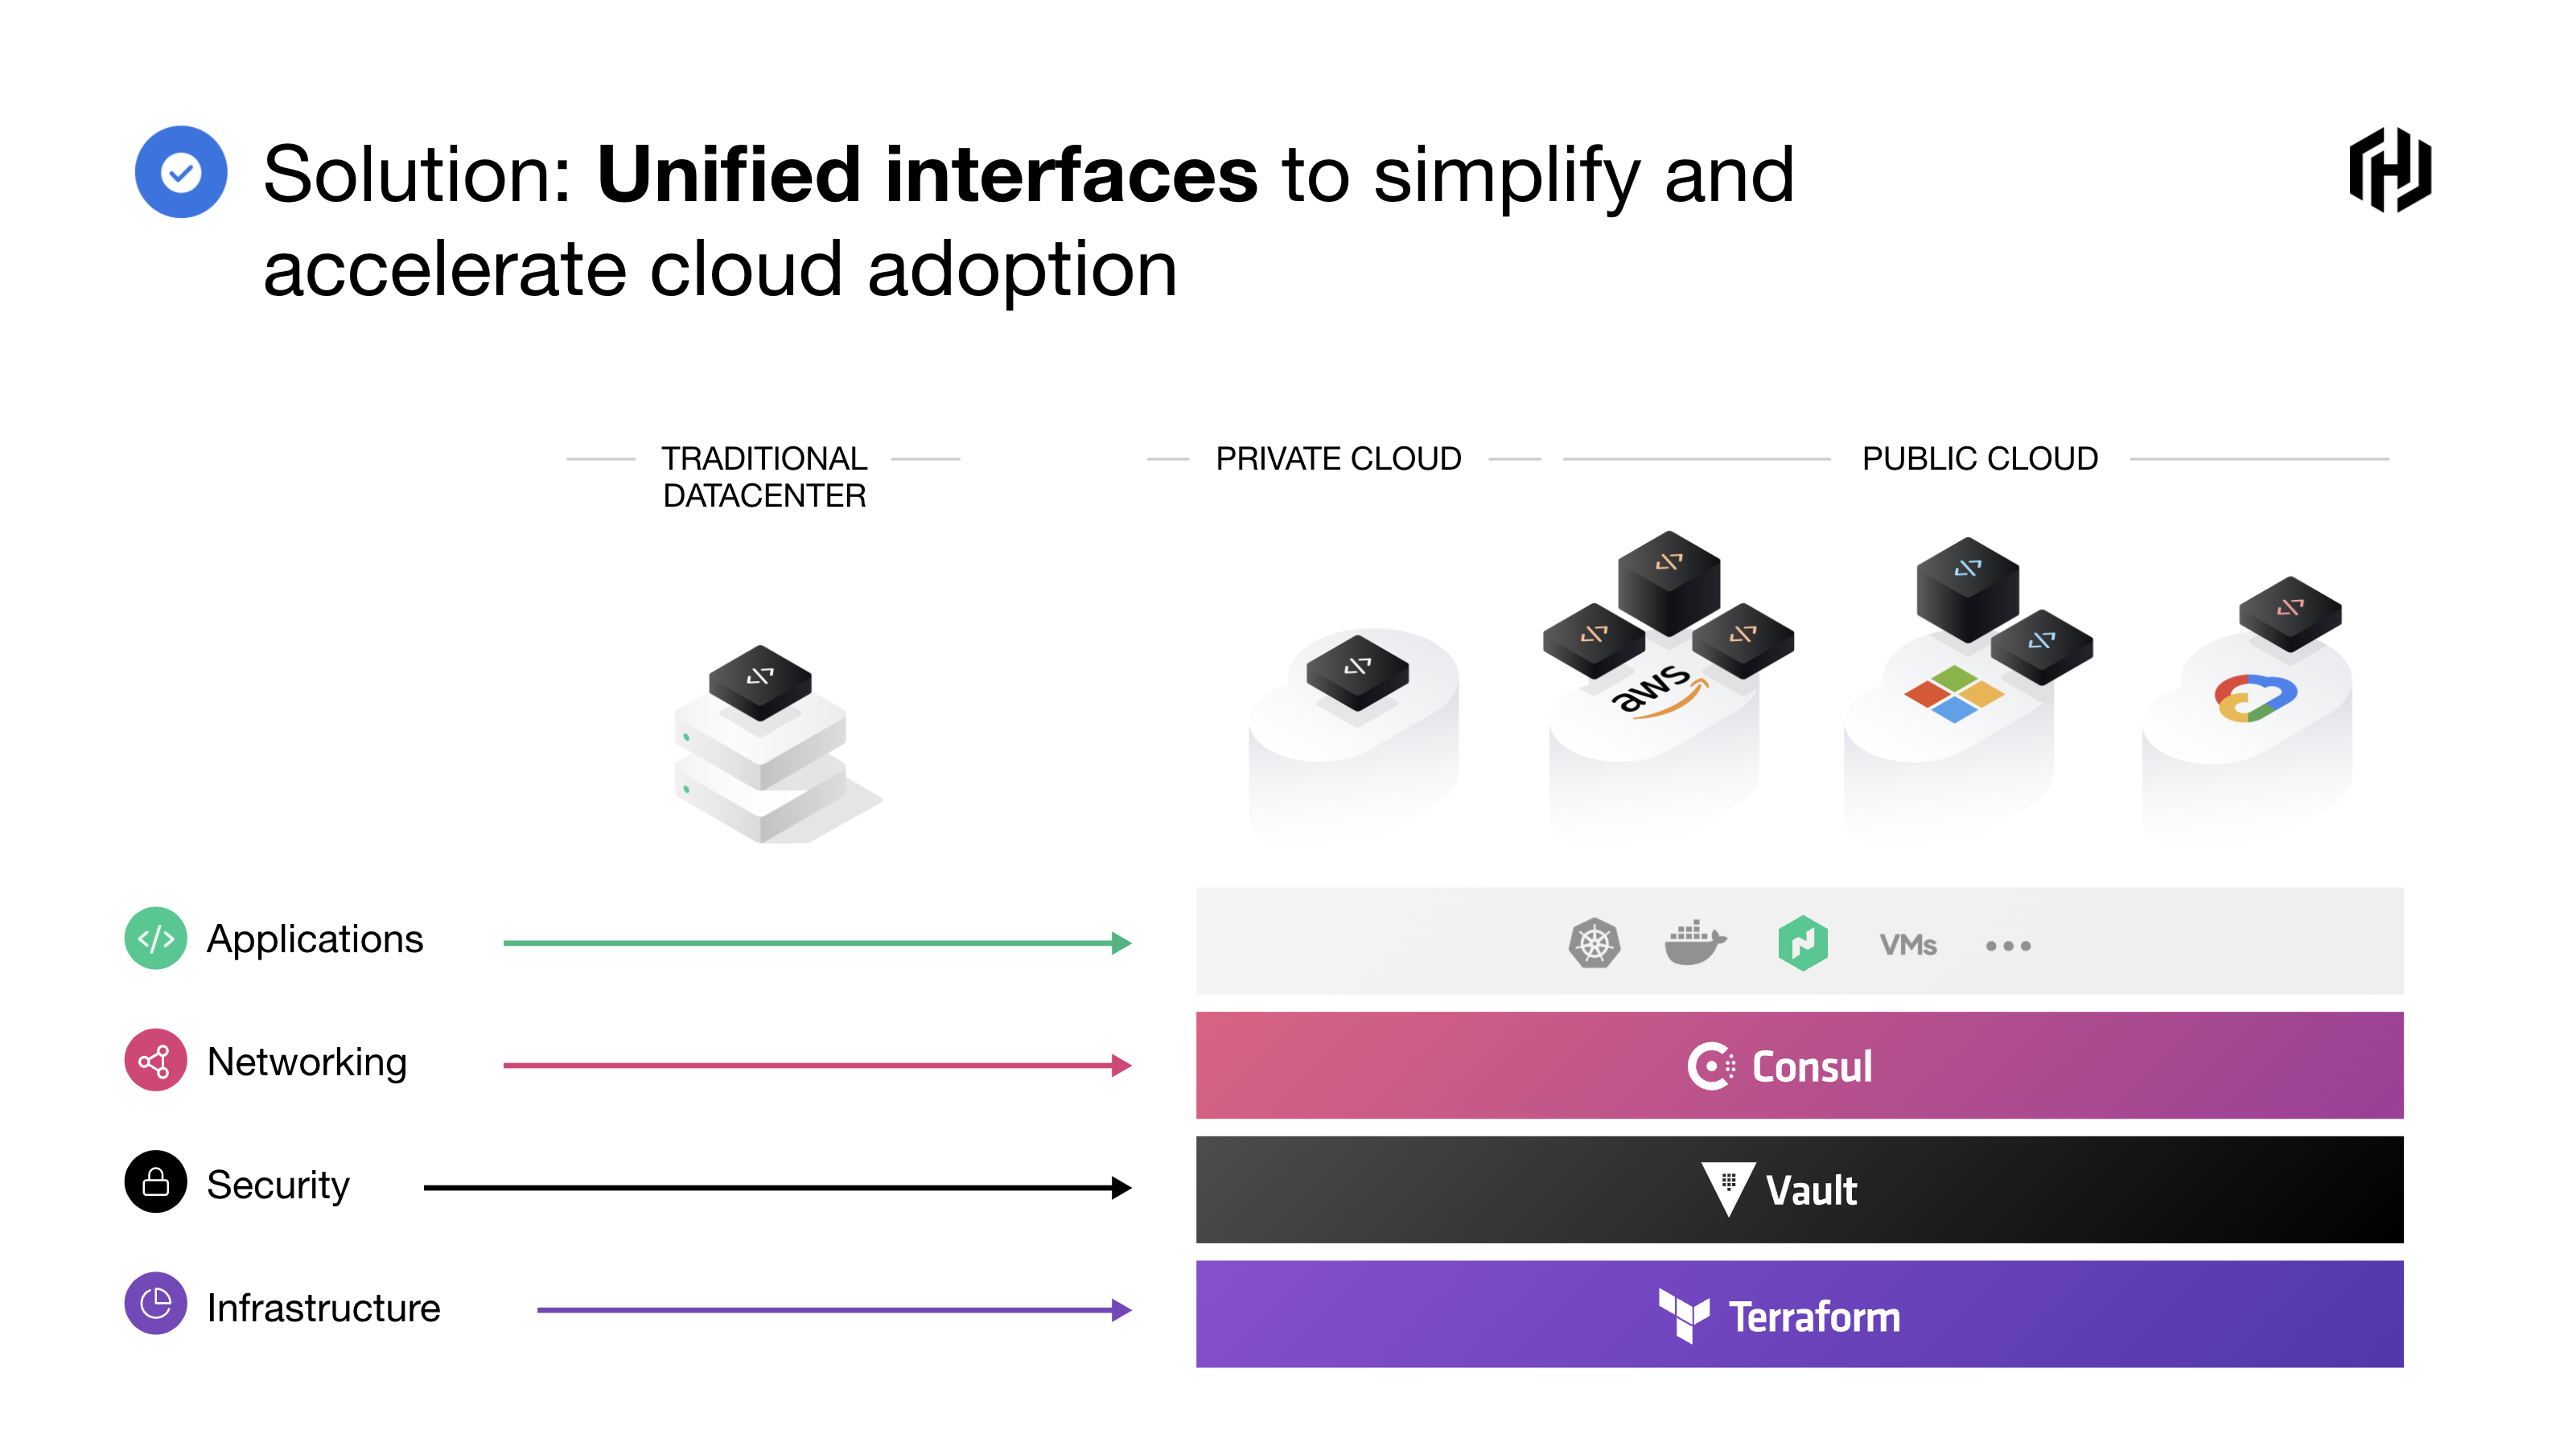 Solution: Unified interfaces to simplify and
accelerate cloud adoption
TRADITIONAL
DATACENTER
PRIVATE CLOUD
PUBLIC CLOUD
</>
</>
</>
</>
</>
</>
</>
</>
aws
</> Applications
VMs
Networking
Consul
Security
Vault
Infrastructure
Terraform